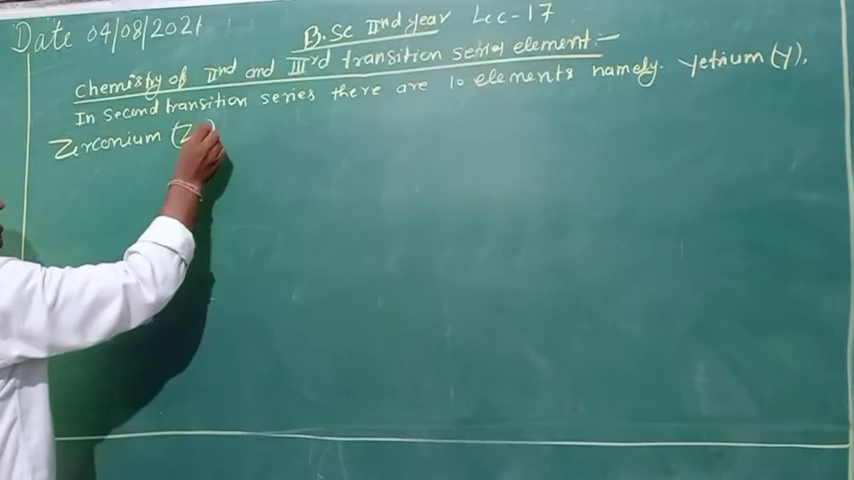 Date 04/08/2021
B.Sc IInd year Lec-17
Chemistry of IInd and IIIrd transition series element:-
In second transition series there are 10 elements namely. Yetrium (Y),
Zerconium (Z